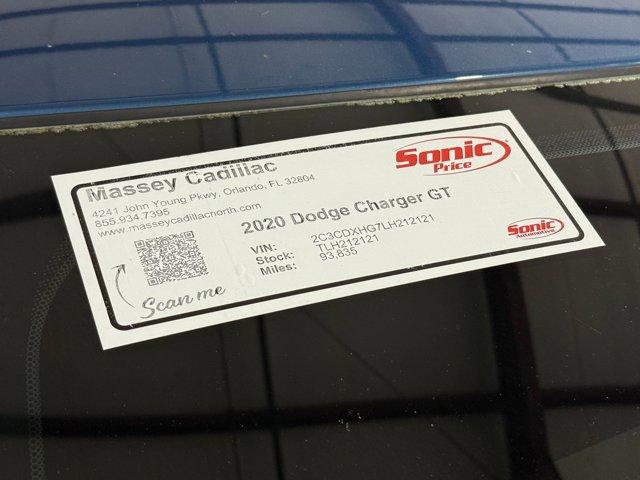 Massey Cadillac
4241 John Young Pkwy, Orlando, FL 32804
855.934.7395
www.masseycadillacnorth.com
Sonic
Price
2020 Dodge Charger GT
VIN: 2C3CDXHG7LH212121
Stock: TLH212121
Miles: 93,835
Scan me
Sonic
Automotive